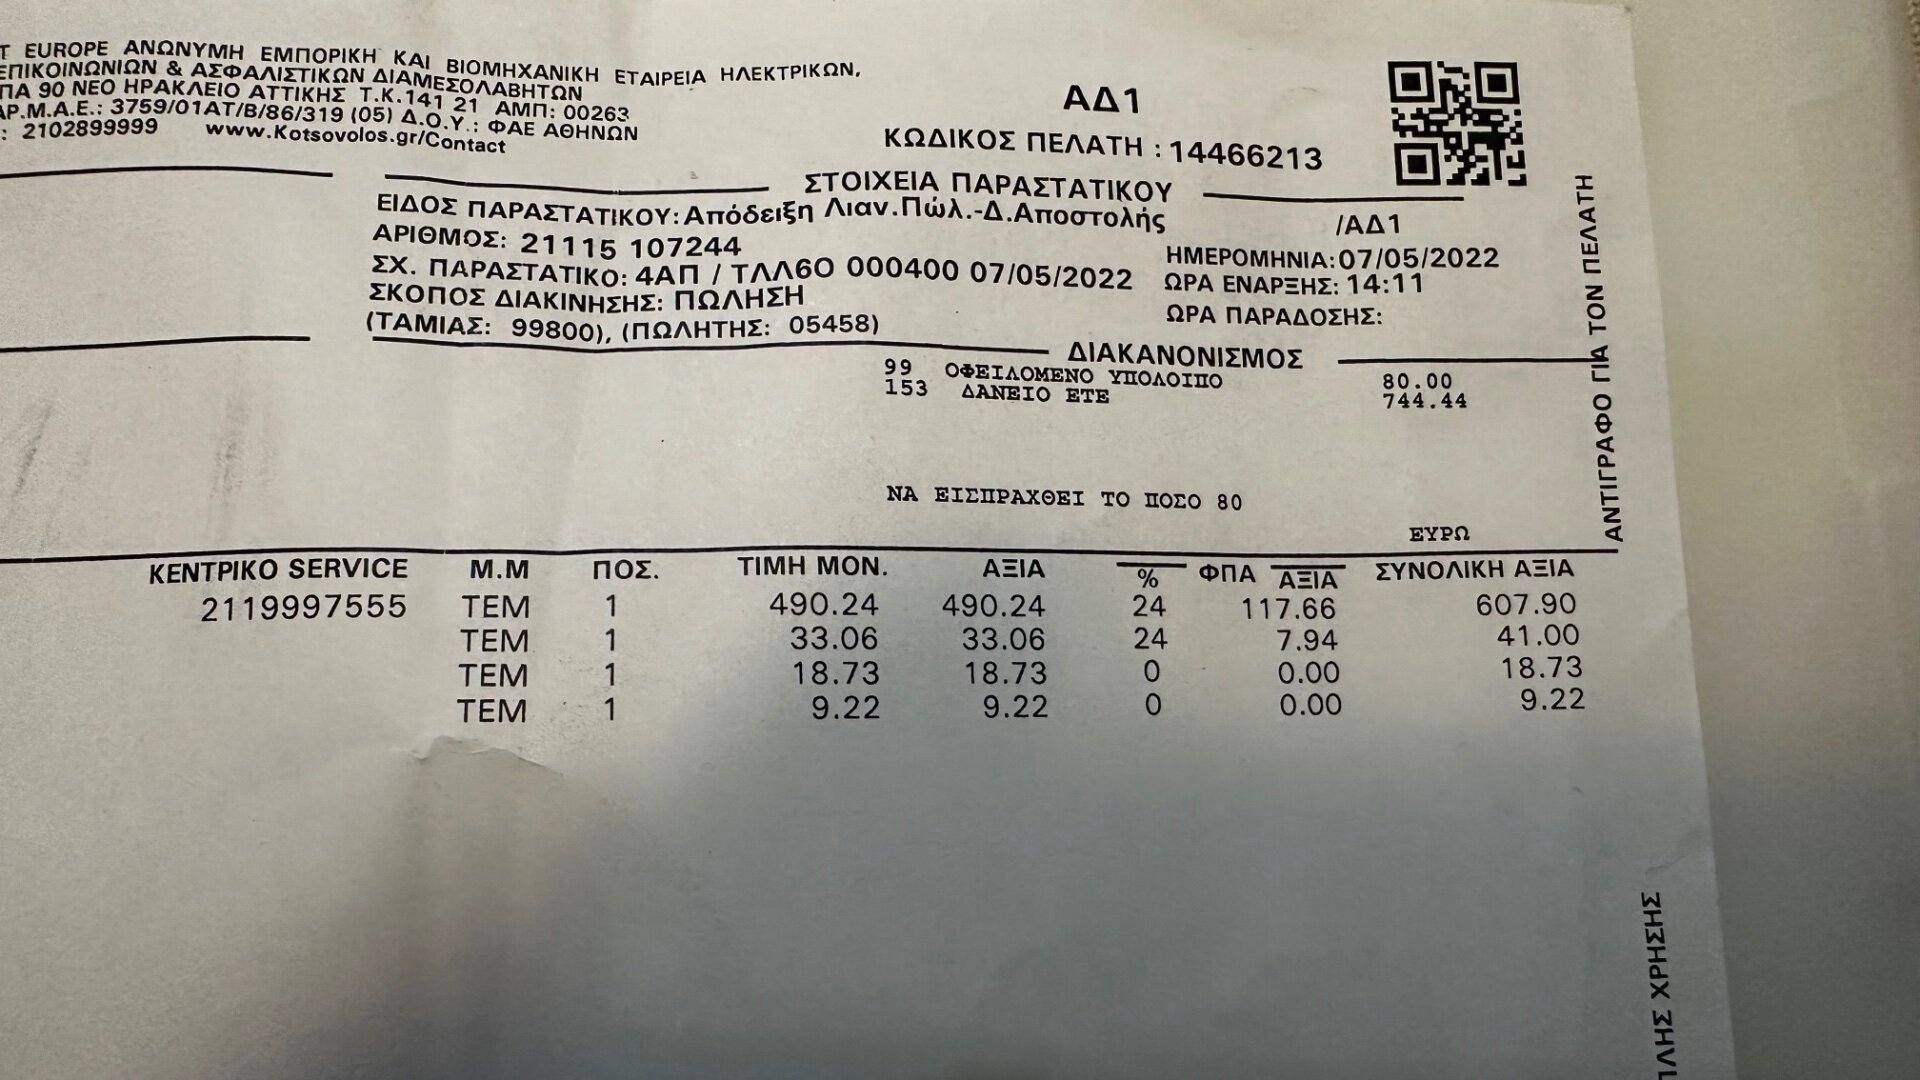 EUROPE ΑΝΩΝΥΜΗ ΕΜΠΟΡΙΚΗ ΚΑΙ ΒΙΟΜΗΧΑΝΙΚΗ ΕΤΑΙΡΕΙΑ ΗΛΕΚΤΡΙΚΩΝ,
ΕΠΙΚΟΙΝΩΝΙΩΝ & ΑΣΦΑΛΙΣΤΙΚΩΝ ΔΙΑΜΕΣΟΛΑΒΗΤΩΝ
90 ΝΕΟ ΗΡΑΚΛΕΙΟ ΑΤΤΙΚΗΣ Τ.Κ.141 21 ΑΜΠ: 00263
ΑΡ.Μ.Α.Ε.: 3759/01ΑΤ/Β/86/319 (05) Δ.Ο.Υ.: ΦΑΕ ΑΘΗΝΩΝ
: 2102899999 www.Kotsovolos.gr/Contact
ΑΔ1
ΚΩΔΙΚΟΣ ΠΕΛΑΤΗ : 14466213
ΣΤΟΙΧΕΙΑ ΠΑΡΑΣΤΑΤΙΚΟΥ
ΕΙΔΟΣ ΠΑΡΑΣΤΑΤΙΚΟΥ: Απόδειξη Λιαν.Πώλ.-Δ.Αποστολής /ΑΔ1
ΑΡΙΘΜΟΣ: 21115 107244 ΗΜΕΡΟΜΗΝΙΑ: 07/05/2022
ΣΧ. ΠΑΡΑΣΤΑΤΙΚΟ: 4ΑΠ / ΤΛΛ6Ο 000400 07/05/2022 ΩΡΑ ΕΝΑΡΞΗΣ: 14:11
ΣΚΟΠΟΣ ΔΙΑΚΙΝΗΣΗΣ: ΠΩΛΗΣΗ ΩΡΑ ΠΑΡΑΔΟΣΗΣ:
(ΤΑΜΙΑΣ: 99800), (ΠΩΛΗΤΗΣ: 05458)
ΔΙΑΚΑΝΟΝΙΣΜΟΣ
99 ΟΦΕΙΛΟΜΕΝΟ ΥΠΟΛΟΙΠΟ 80.00
153 ΔΑΝΕΙΟ ΕΤΕ 744.44
ΝΑ ΕΙΣΠΡΑΧΘΕΙ ΤΟ ΠΟΣΟ 80
ΕΥΡΩ
ΚΕΝΤΡΙΚΟ SERVICE Μ.Μ ΠΟΣ. ΤΙΜΗ ΜΟΝ. ΑΞΙΑ % ΦΠΑ ΑΞΙΑ ΣΥΝΟΛΙΚΗ ΑΞΙΑ
2119997555 ΤΕΜ 1 490.24 490.24 24 117.66 607.90
ΤΕΜ 1 33.06 33.06 24 7.94 41.00
ΤΕΜ 1 18.73 18.73 0 0.00 18.73
ΤΕΜ 1 9.22 9.22 0 0.00 9.22
ΑΝΤΙΓΡΑΦΟ ΓΙΑ ΤΟΝ ΠΕΛΑΤΗ
ΧΡΗΣΗΣ